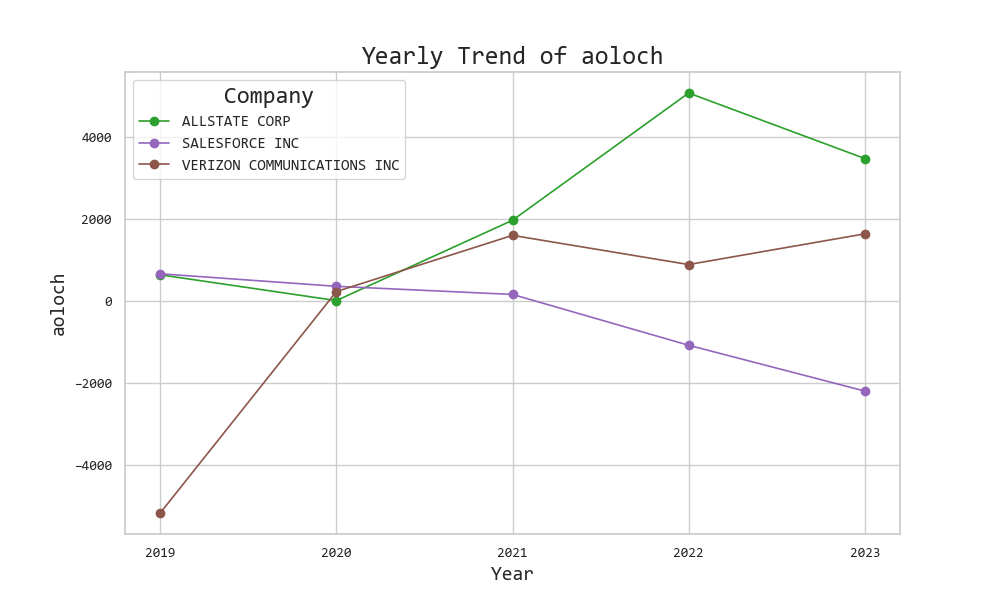 Yearly Trend of aoloch
Company
ALLSTATE CORP
SALESFORCE INC
VERIZON COMMUNICATIONS INC
aoloch
4000
2000
0
−2000
−4000
2019 2020 2021 2022 2023
Year